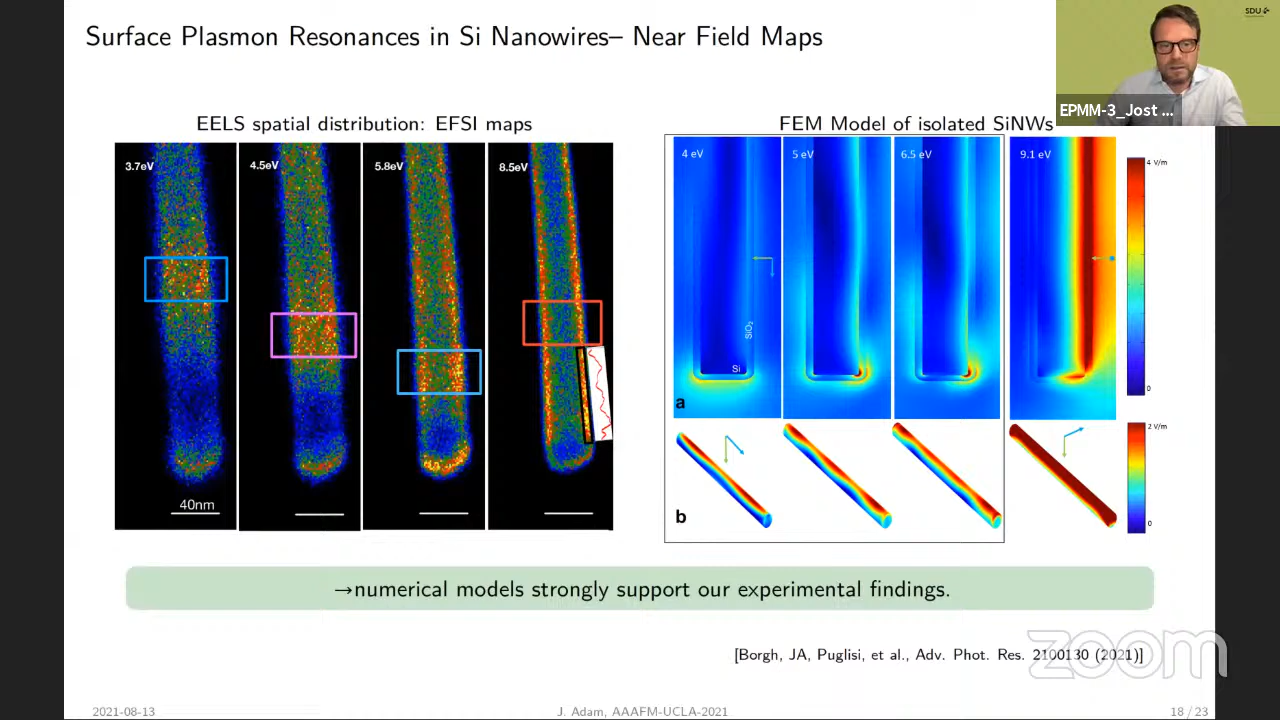 Surface Plasmon Resonances in Si Nanowires– Near Field Maps
SDU
EPMM-3_Jost ...
EELS spatial distribution: EFSI maps
3.7eV
4.5eV
5.8eV
8.5eV
40nm
FEM Model of isolated SiNWs
4 eV
5 eV
6.5 eV
9.1 eV
SiO₂
Si
a
b
4 V/m
0
2 V/m
0
→numerical models strongly support our experimental findings.
[Borgh, JA, Puglisi, et al., Adv. Phot. Res. 2100130 (2021)]
zoom
2021-08-13
J. Adam, AAAFM-UCLA-2021
18 / 23